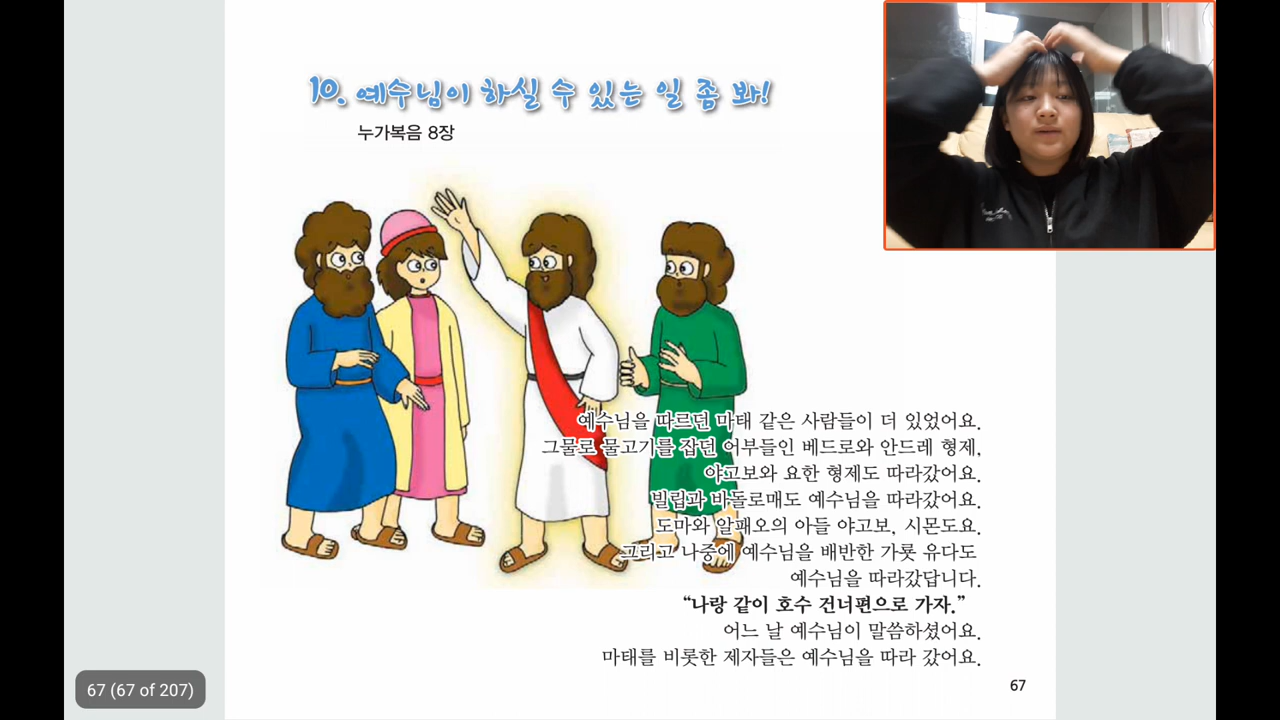 10. 예수님이 하실 수 있는 일 좀 봐!
누가복음 8장
예수님을 따르던 마태 같은 사람들이 더 있었어요.
그물로 물고기를 잡던 어부들인 베드로와 안드레 형제,
야고보와 요한 형제도 따라갔어요.
빌립과 바돌로매도 예수님을 따라갔어요.
도마와 알패오의 아들 야고보, 시몬도요.
그리고 나중에 예수님을 배반한 가룟 유다도
예수님을 따라갔답니다.
“나랑 같이 호수 건너편으로 가자.”
어느 날 예수님이 말씀하셨어요.
마태를 비롯한 제자들은 예수님을 따라 갔어요.
67
67 (67 of 207)